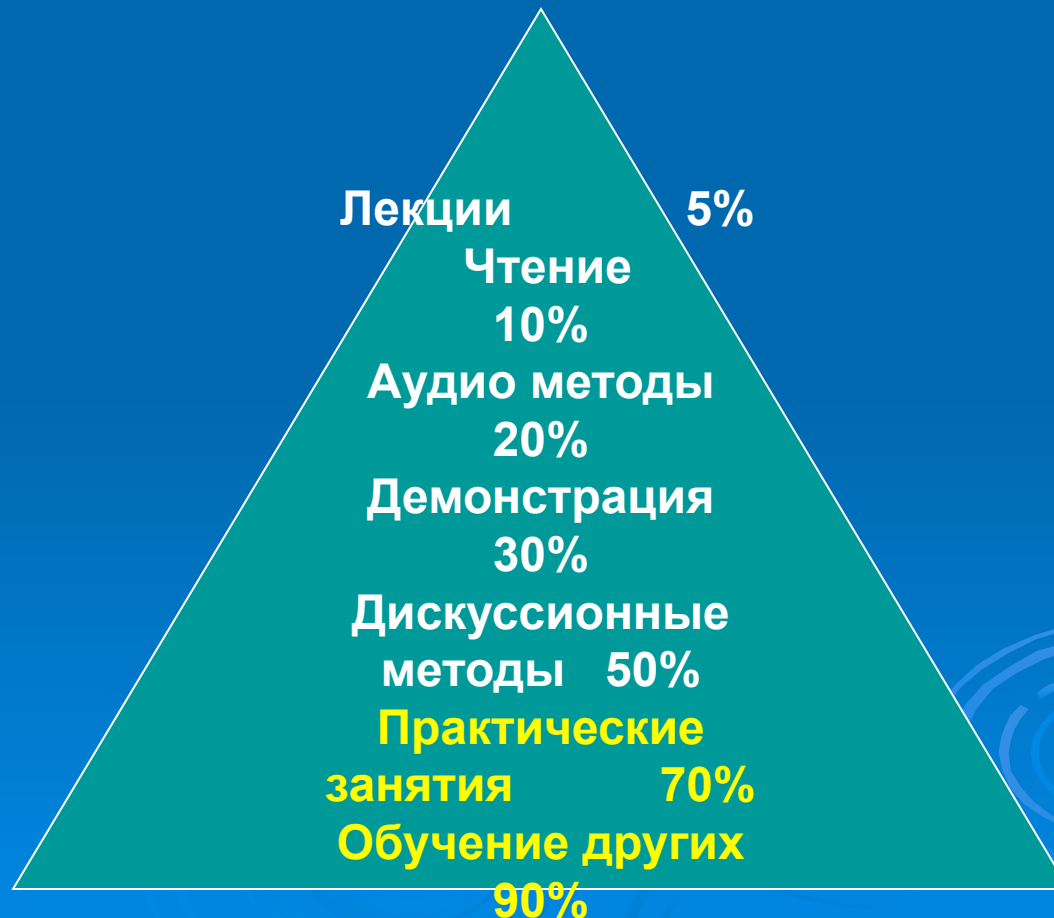 Лекции 5%
Чтение
10%
Аудио методы
20%
Демонстрация
30%
Дискуссионные
методы 50%
Практические
занятия 70%
Обучение других
90%